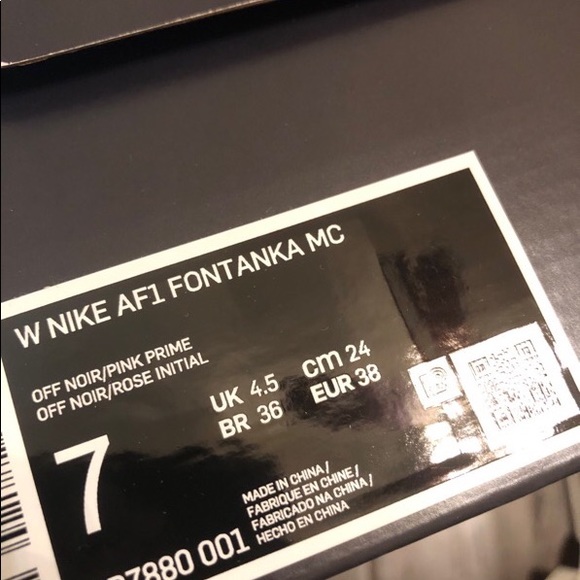 W NIKE AF1 FONTANKA MC
OFF NOIR/PINK PRIME
OFF NOIR/ROSE INITIAL
UK 4.5 cm 24
BR 36 EUR 38
7
MADE IN CHINA/
FABRIQUE EN CHINE/
FABRICADO NA CHINA/
HECHO EN CHINA
001